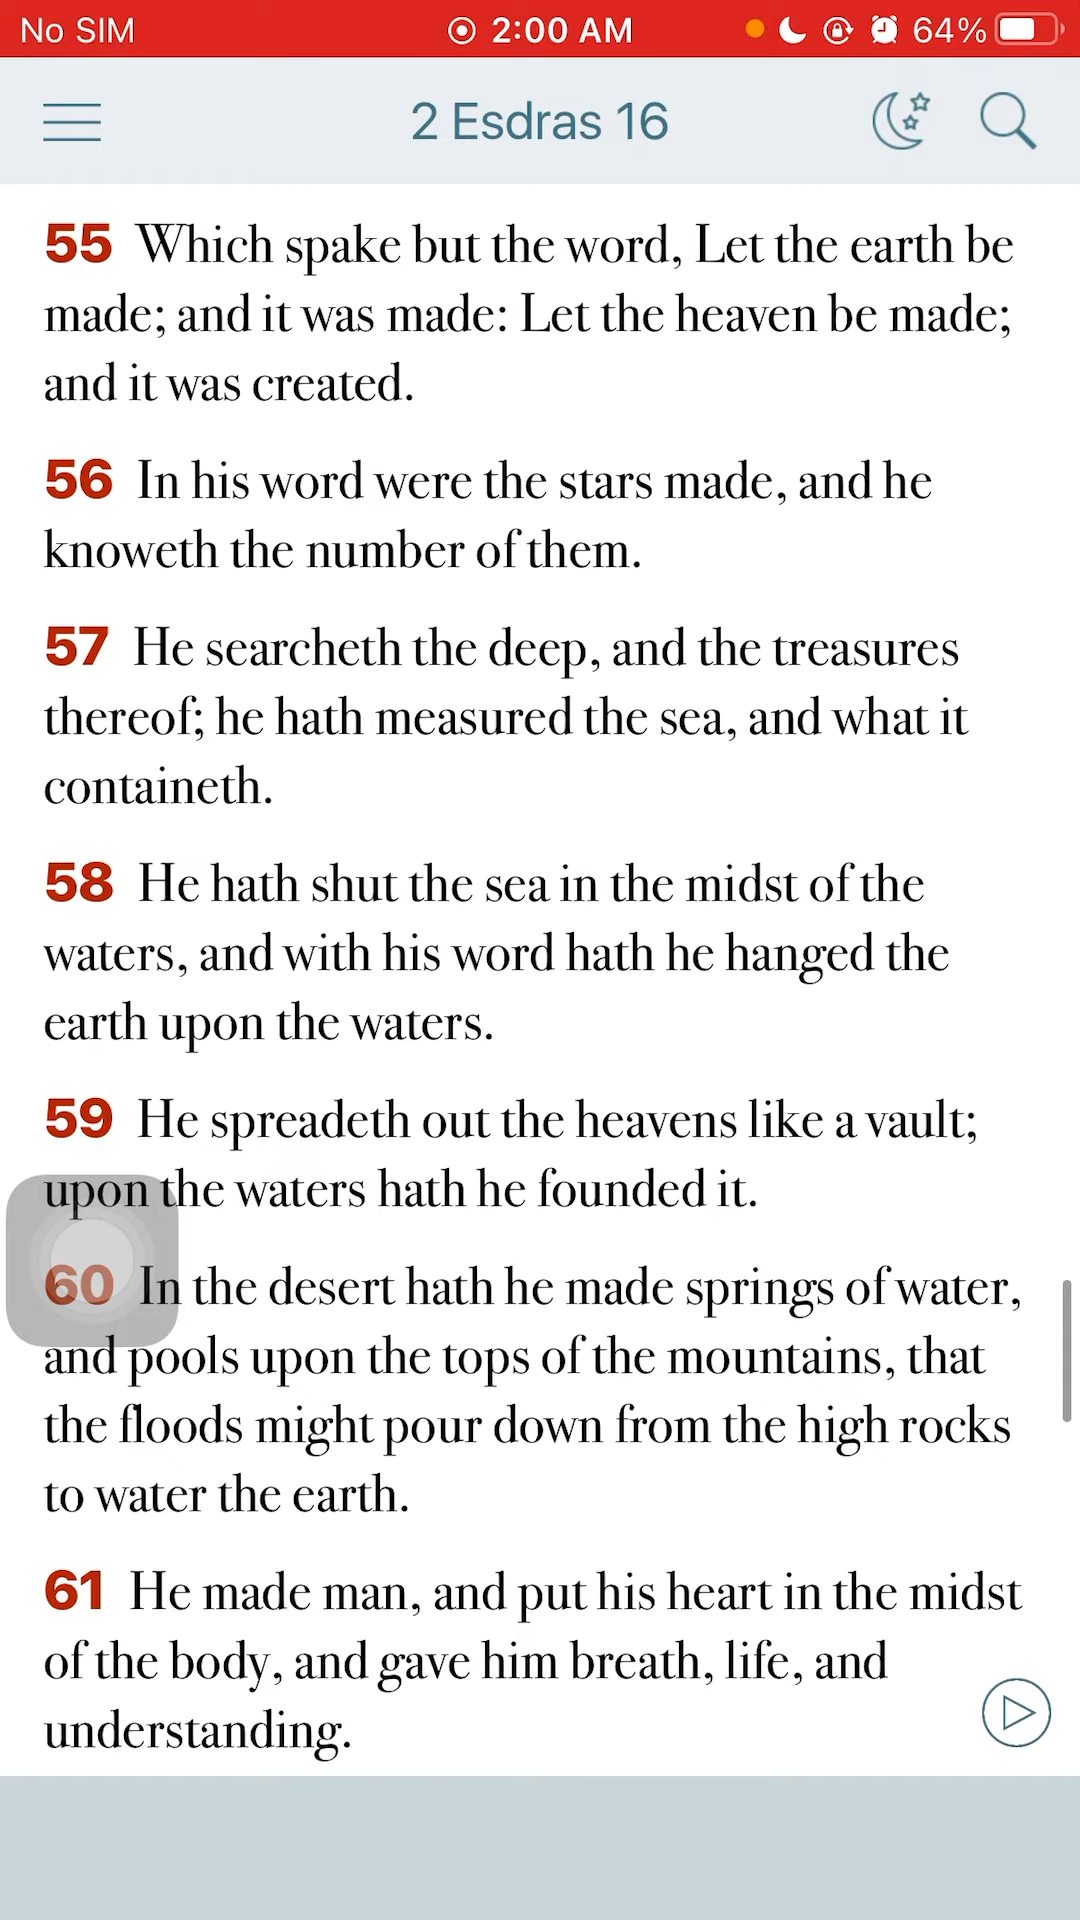 No SIM 2:00 AM 64%
2 Esdras 16
55 Which spake but the word, Let the earth be
made; and it was made: Let the heaven be made;
and it was created.
56 In his word were the stars made, and he
knoweth the number of them.
57 He searcheth the deep, and the treasures
thereof; he hath measured the sea, and what it
containeth.
58 He hath shut the sea in the midst of the
waters, and with his word hath he hanged the
earth upon the waters.
59 He spreadeth out the heavens like a vault;
upon the waters hath he founded it.
60 In the desert hath he made springs of water,
and pools upon the tops of the mountains, that
the floods might pour down from the high rocks
to water the earth.
61 He made man, and put his heart in the midst
of the body, and gave him breath, life, and
understanding.